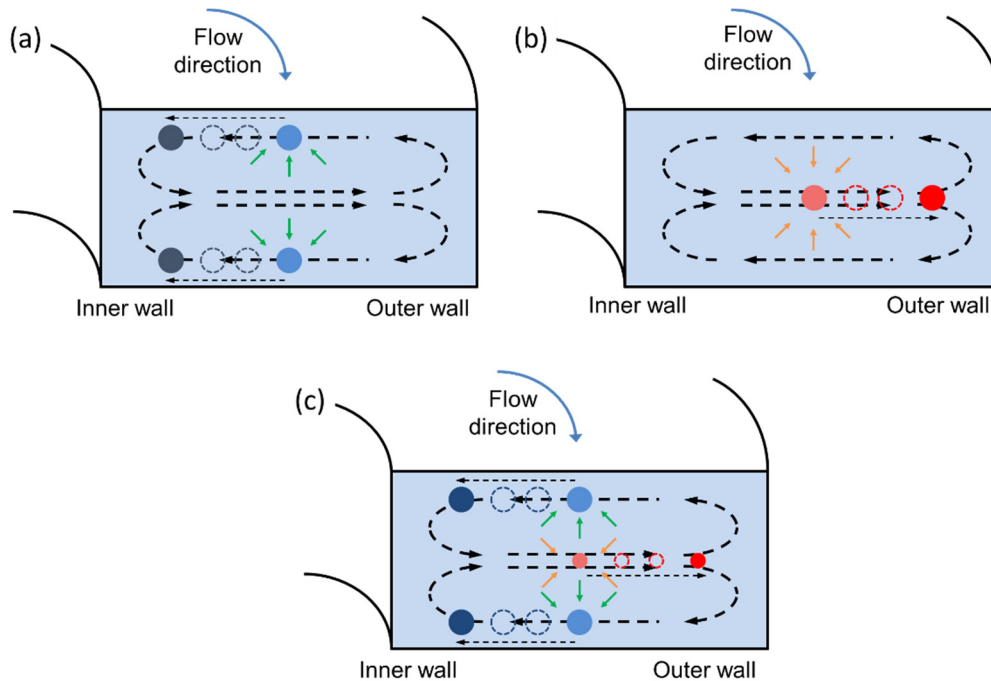 (a)
Flow
direction
Inner wall
Outer wall
(b)
Flow
direction
Inner wall
Outer wall
(c)
Flow
direction
Inner wall
Outer wall